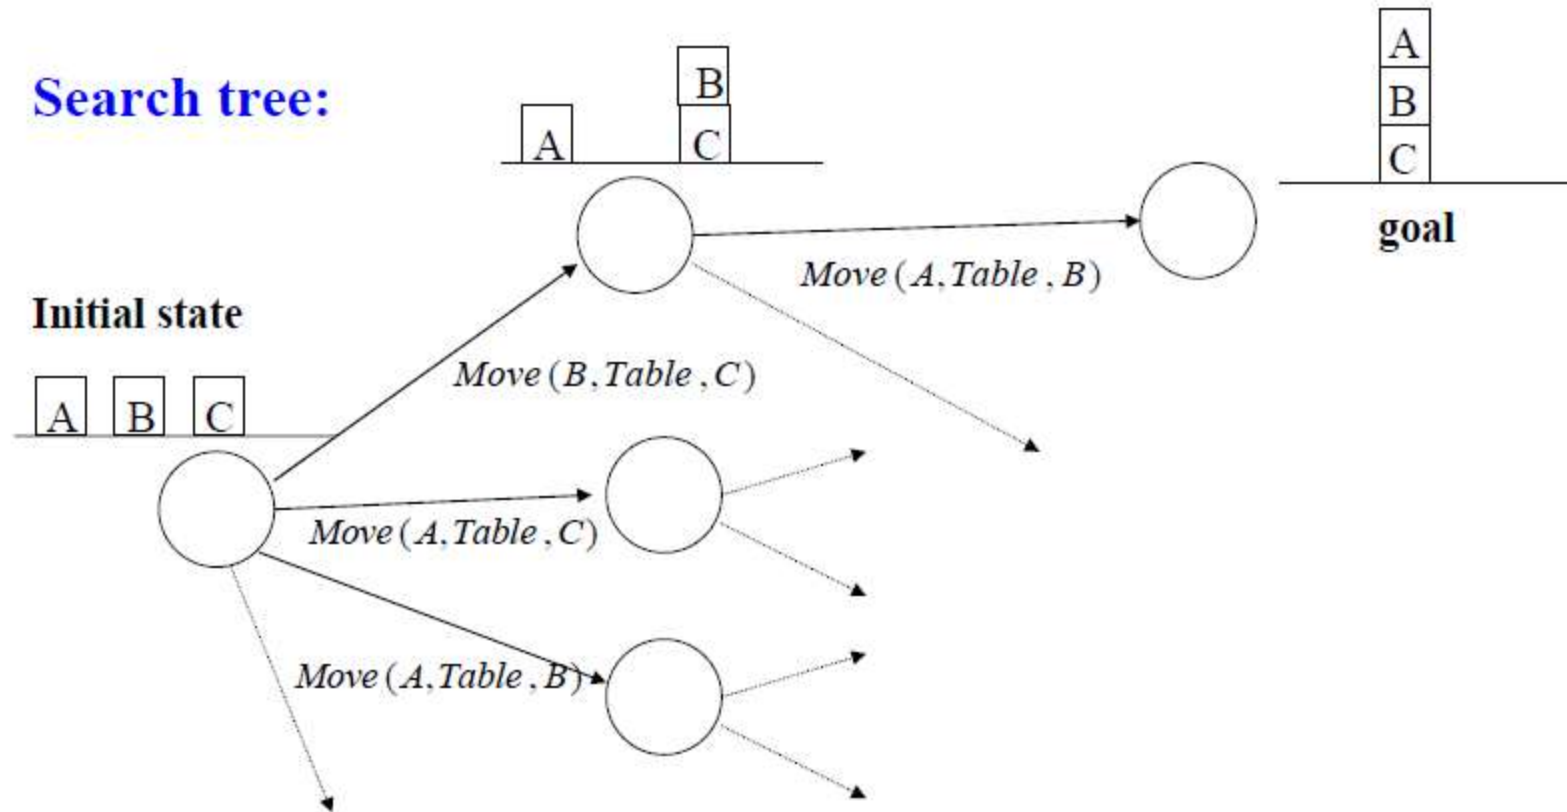 Search tree:
A
B
C
A
B
C
goal
Move (A,Table ,B)
Initial state
A B C
Move (B,Table ,C)
Move (A,Table ,C)
Move (A,Table ,B)